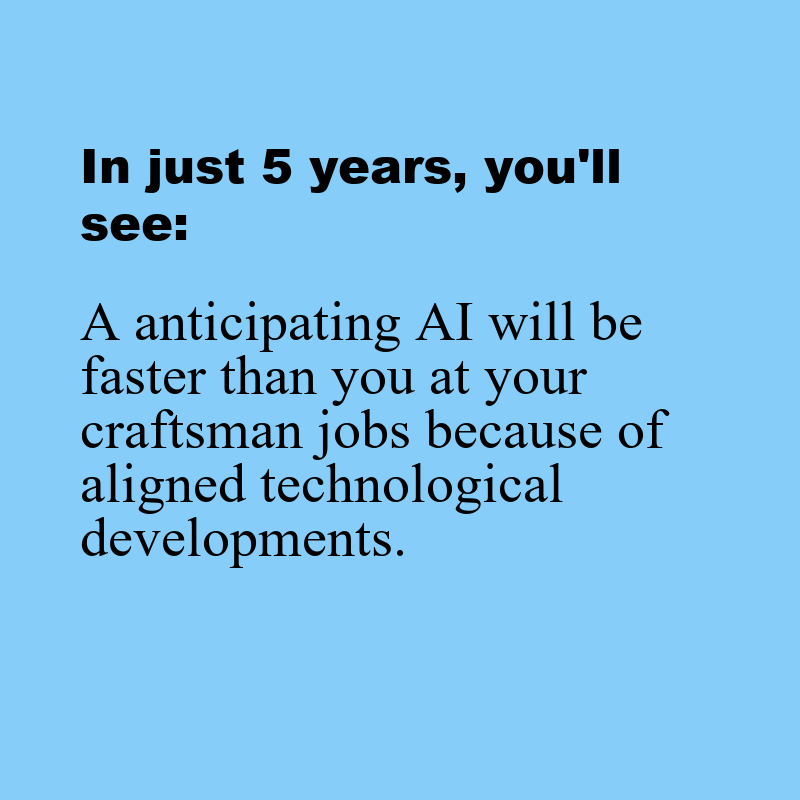 In just 5 years, you'll
see:
A anticipating AI will be
faster than you at your
craftsman jobs because of
aligned technological
developments.